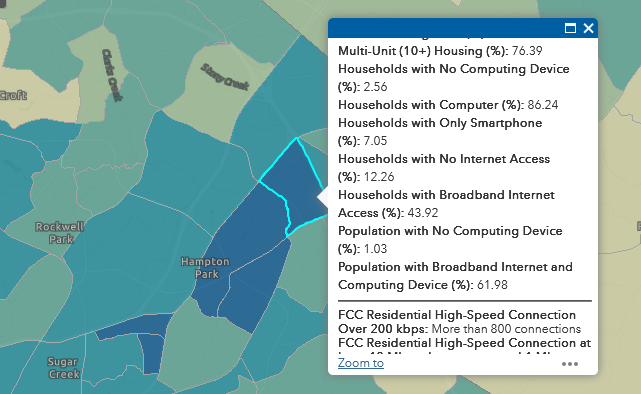 Croft
Clarks Creek
Stoney Creek
Rockwell
Park
Hampton
Park
Sugar
Creek
Multi-Unit (10+) Housing (%): 76.39
Households with No Computing Device
(%): 2.56
Households with Computer (%): 86.24
Households with Only Smartphone
(%): 7.05
Households with No Internet Access
(%): 12.26
Households with Broadband Internet
Access (%): 43.92
Population with No Computing Device
(%): 1.03
Population with Broadband Internet and
Computing Device (%): 61.98
FCC Residential High-Speed Connection
Over 200 kbps: More than 800 connections
FCC Residential High-Speed Connection at
Zoom to